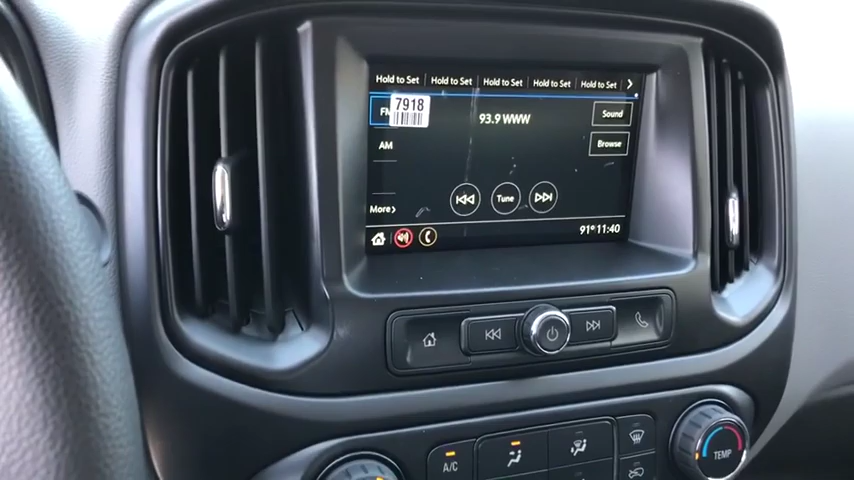 Hold to Set Hold to Set Hold to Set Hold to Set Hold to Set
FM 7918 93.9 WWW Sound
AM Browse
Tune
More
91° 11:40
A/C TEMP